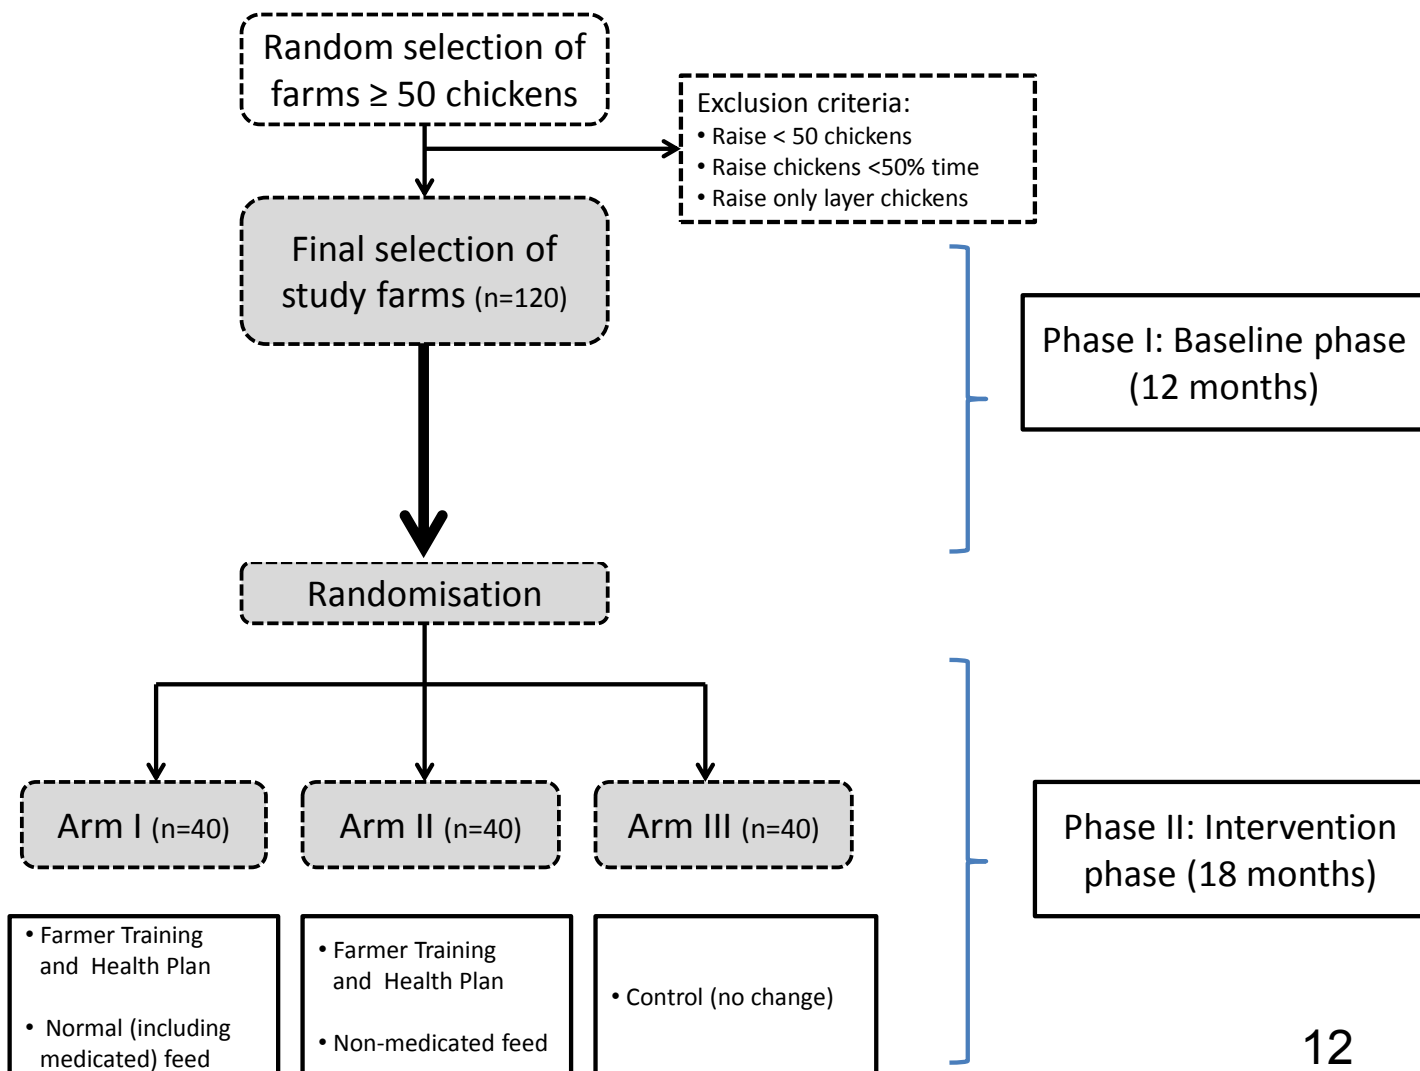 Random selection of
farms ≥ 50 chickens
Exclusion criteria:
• Raise < 50 chickens
• Raise chickens <50% time
• Raise only layer chickens
Final selection of
study farms (n=120)
Phase I: Baseline phase
(12 months)
Randomisation
Arm I (n=40)
Arm II (n=40)
Arm III (n=40)
Phase II: Intervention
phase (18 months)
• Farmer Training
and Health Plan
• Normal (including
medicated) feed
• Farmer Training
and Health Plan
• Non-medicated feed
• Control (no change)
12